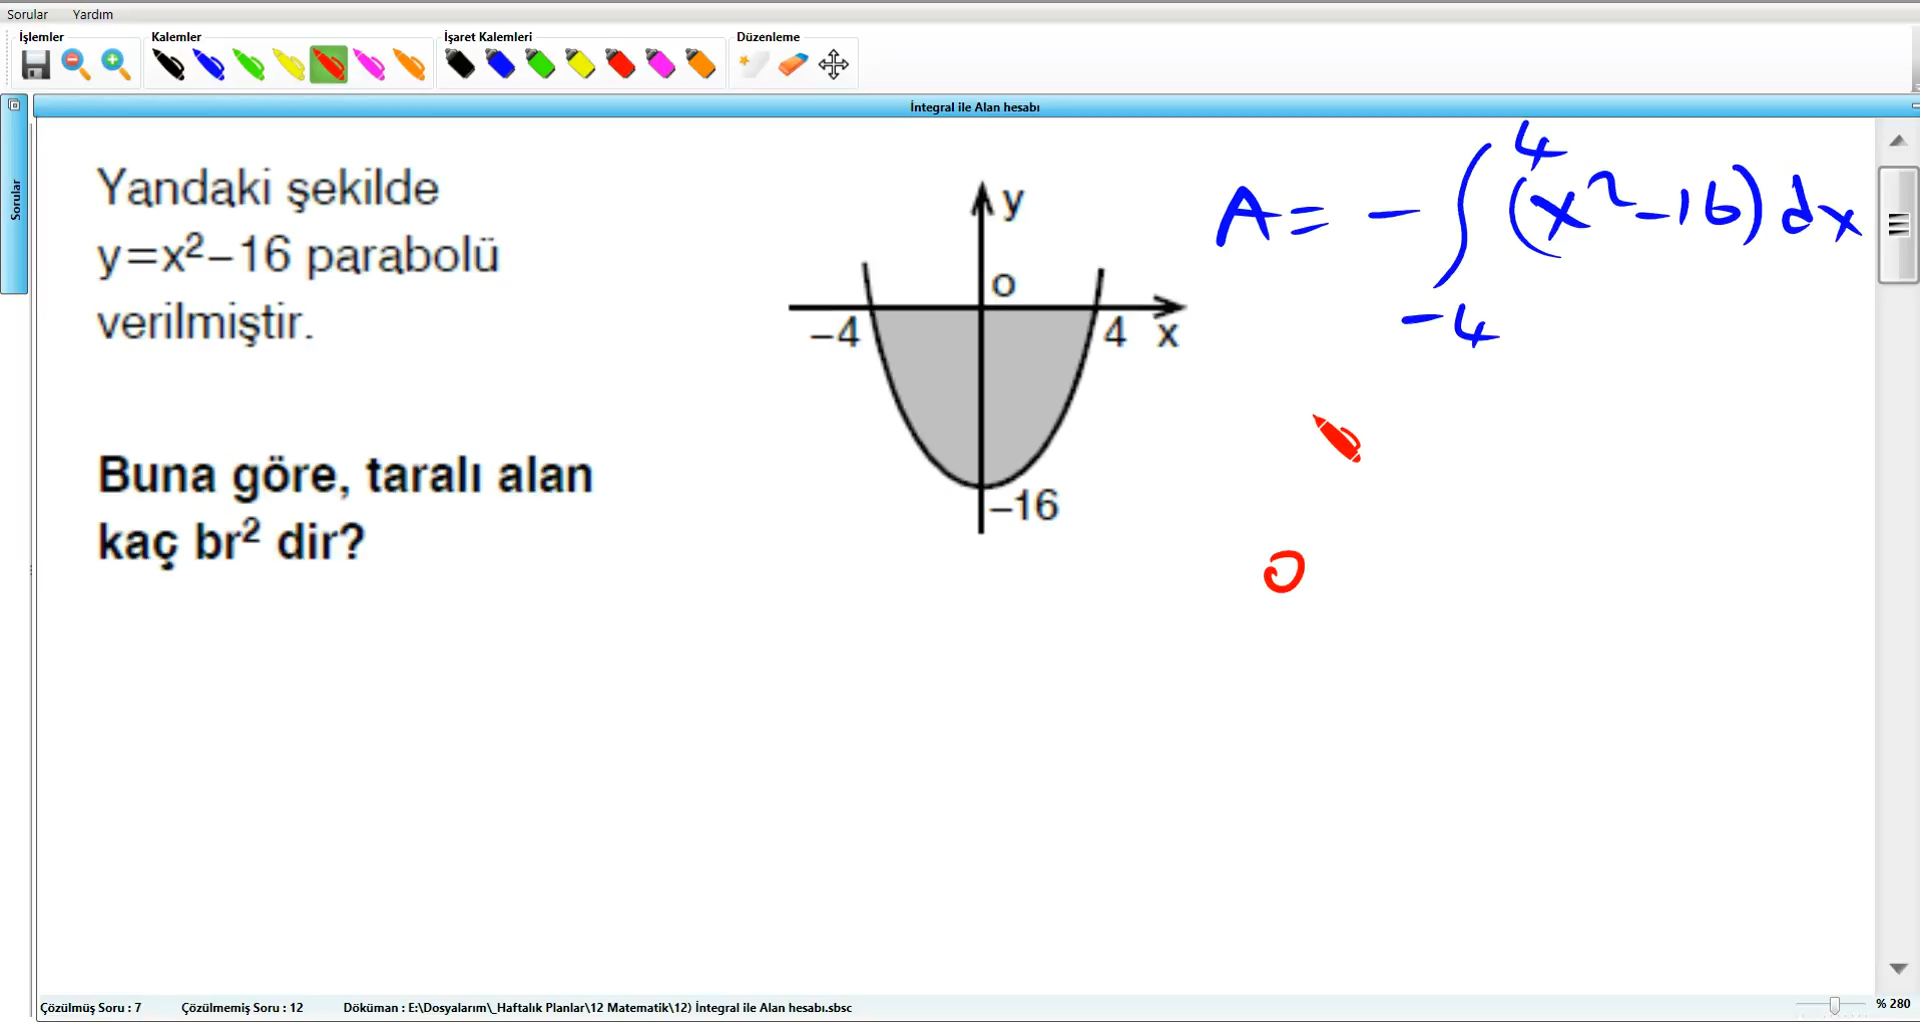 Sorular Yardım
İşlemler Kalemler İşaret Kalemleri Düzenleme
İntegral ile Alan hesabı
Sorular
Yandaki şekilde
y=x²−16 parabolü
verilmiştir.
Buna göre, taralı alan
kaç br² dir?
y
o
−4 4 x
−16
4
A = − ∫ (x²−16) dx
−4
0
Çözülmüş Soru : 7 Çözülmemiş Soru : 12 Döküman : E:\Dosyalarım\_Haftalık Planlar\12 Matematik\12) İntegral ile Alan hesabı.sbsc % 280